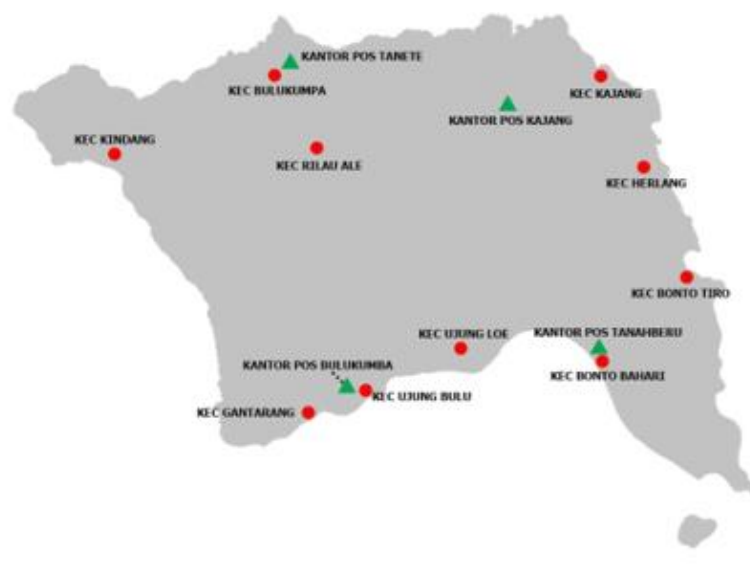 KANTOR POS TANETE
KEC BULUKUMPA
KEC KAJANG
KANTOR POS KAJANG
KEC KINDANG
KEC RILAU ALE
KEC HERLANG
KEC BONTO TIRO
KEC UJUNG LOE
KANTOR POS TANAHBERU
KANTOR POS BULUKUMBA
KEC BONTO BAHARI
KEC UJUNG BULU
KEC GANTARANG